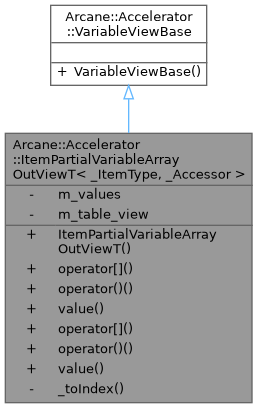 Arcane::Accelerator
::VariableViewBase
+ VariableViewBase()
Arcane::Accelerator
::ItemPartialVariableArray
OutViewT< _ItemType, _Accessor >
- m_values
- m_table_view
+ ItemPartialVariableArray
OutViewT()
+ operator[]()
+ operator()()
+ value()
+ operator[]()
+ operator()()
+ value()
- _toIndex()